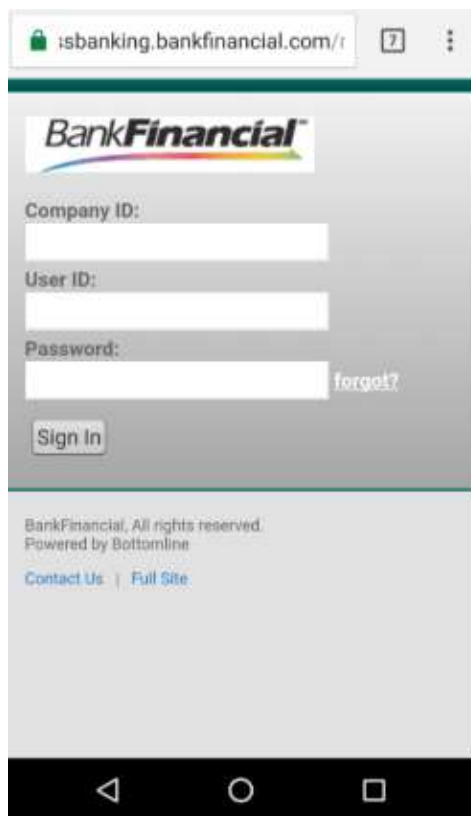 ssbanking.bankfinancial.com/r
7
BankFinancial™
Company ID:
User ID:
Password:
forgot?
Sign In
BankFinancial, All rights reserved.
Powered by Bottomline
Contact Us | Full Site